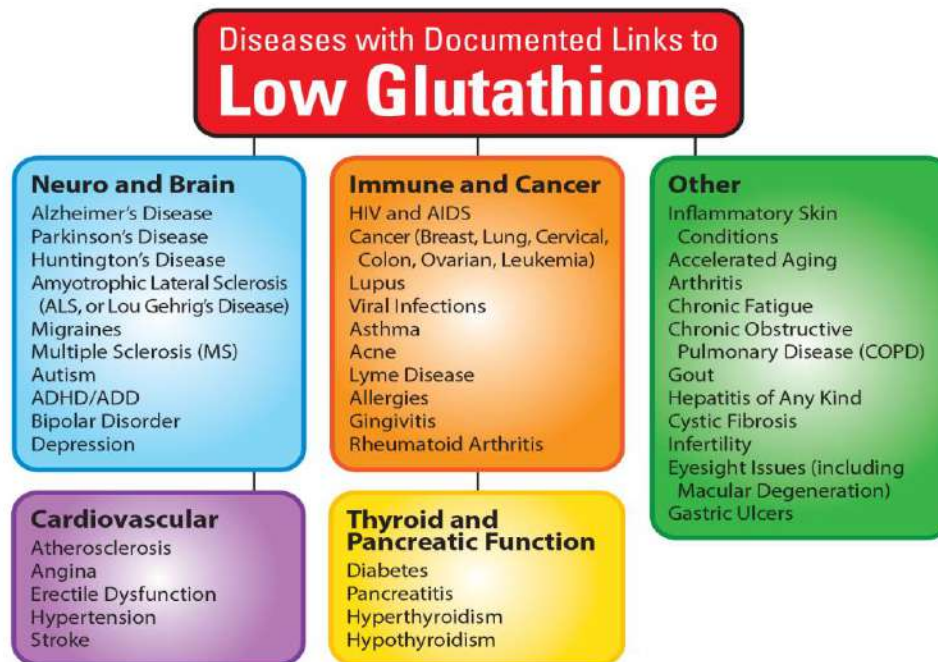 Diseases with Documented Links to
Low Glutathione
Neuro and Brain
Alzheimer's Disease
Parkinson's Disease
Huntington's Disease
Amyotrophic Lateral Sclerosis
(ALS, or Lou Gehrig's Disease)
Migraines
Multiple Sclerosis (MS)
Autism
ADHD/ADD
Bipolar Disorder
Depression
Immune and Cancer
HIV and AIDS
Cancer (Breast, Lung, Cervical,
Colon, Ovarian, Leukemia)
Lupus
Viral Infections
Asthma
Acne
Lyme Disease
Allergies
Gingivitis
Rheumatoid Arthritis
Other
Inflammatory Skin
Conditions
Accelerated Aging
Arthritis
Chronic Fatigue
Chronic Obstructive
Pulmonary Disease (COPD)
Gout
Hepatitis of Any Kind
Cystic Fibrosis
Infertility
Eyesight Issues (including
Macular Degeneration)
Gastric Ulcers
Cardiovascular
Atherosclerosis
Angina
Erectile Dysfunction
Hypertension
Stroke
Thyroid and
Pancreatic Function
Diabetes
Pancreatitis
Hyperthyroidism
Hypothyroidism